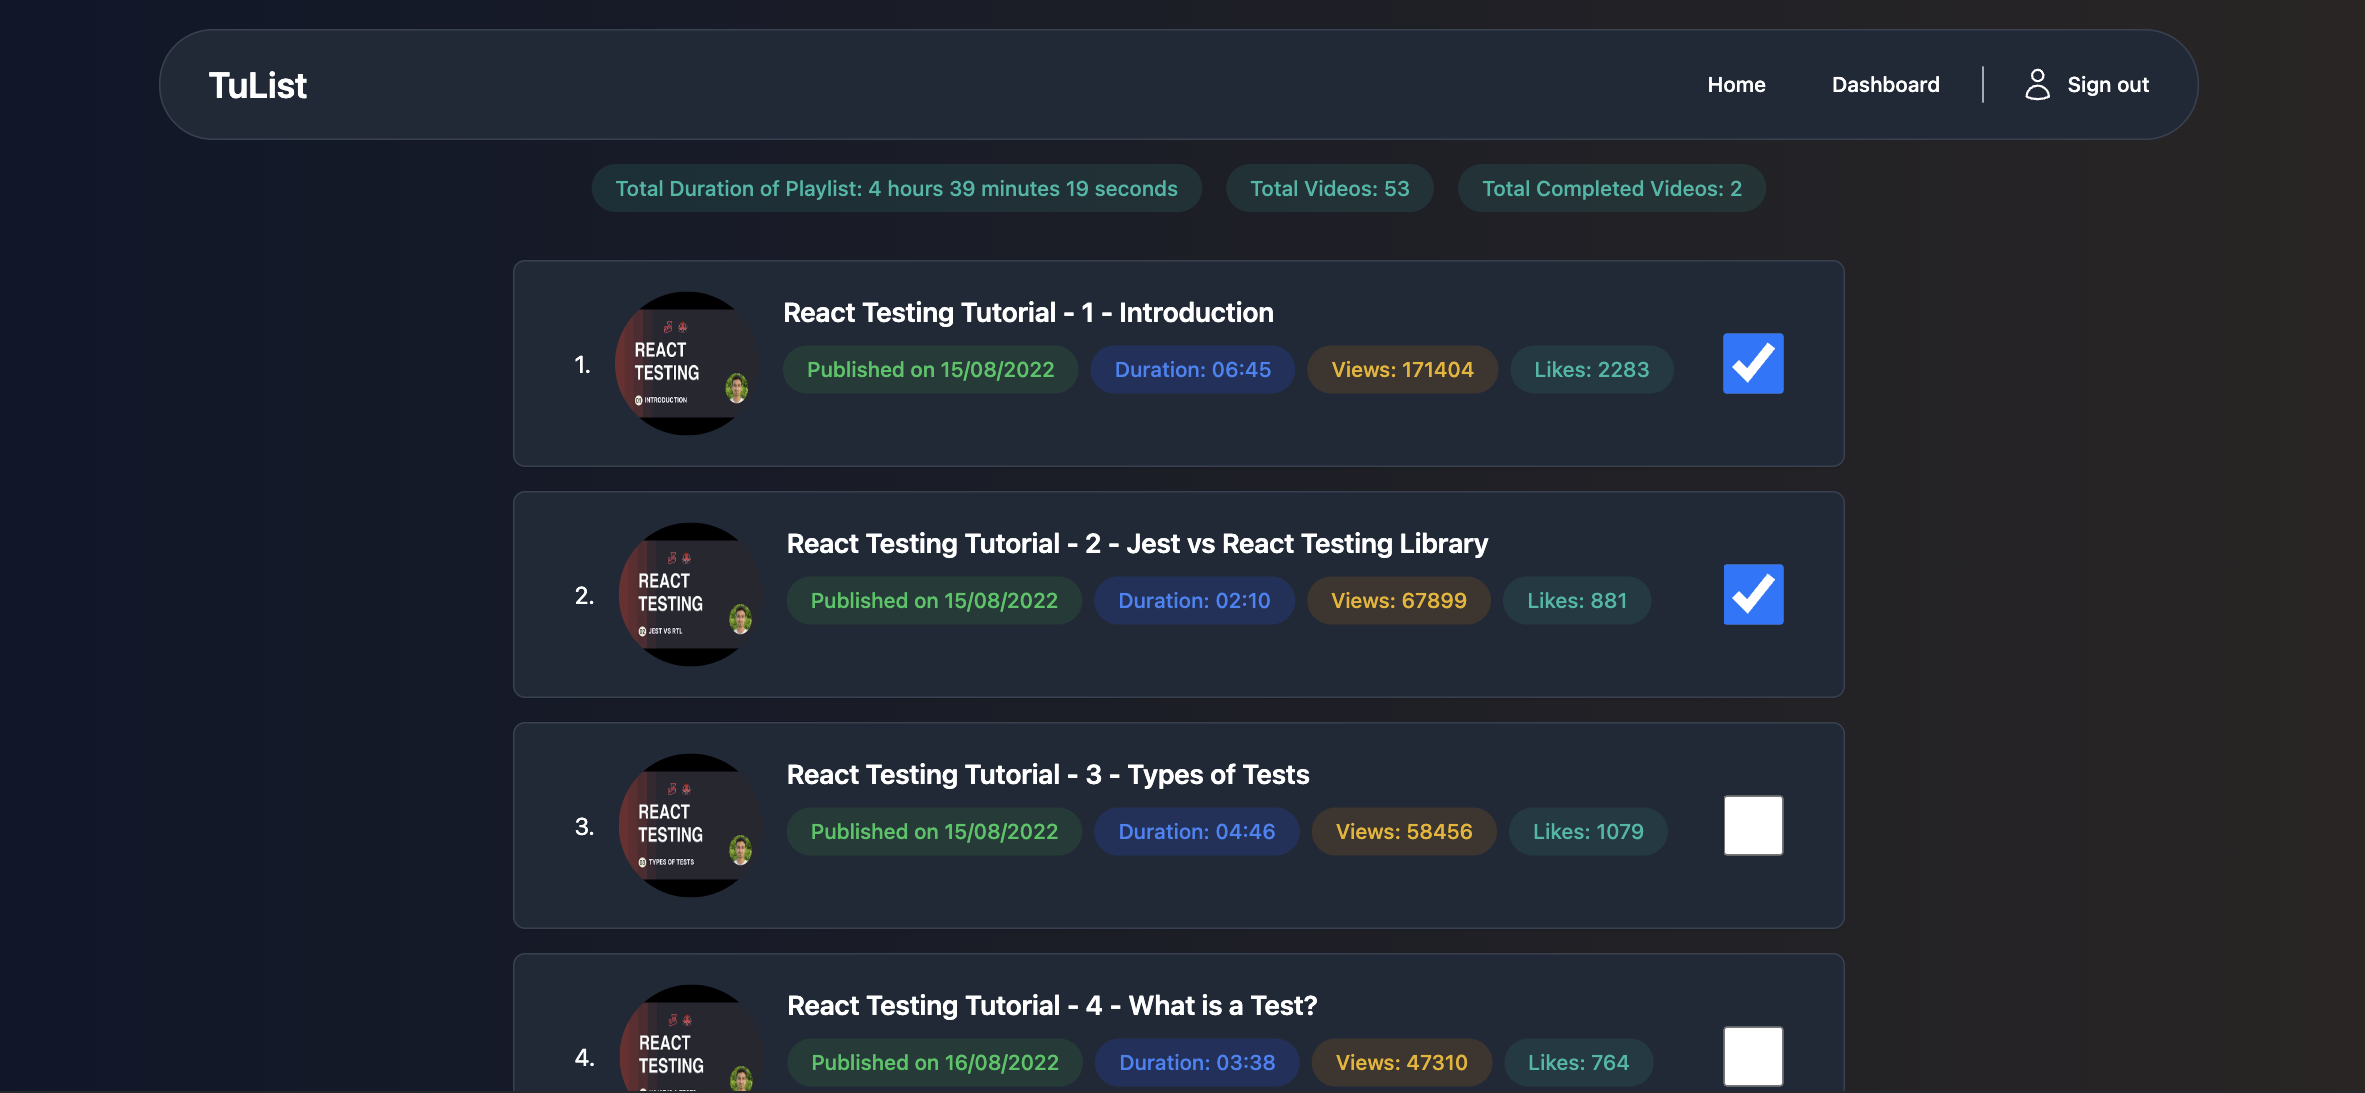 TuList
Home Dashboard Sign out
Total Duration of Playlist: 4 hours 39 minutes 19 seconds Total Videos: 53 Total Completed Videos: 2
1.
REACT
TESTING
01 INTRODUCTION
React Testing Tutorial - 1 - Introduction
Published on 15/08/2022 Duration: 06:45 Views: 171404 Likes: 2283
2.
REACT
TESTING
02 JEST VS RTL
React Testing Tutorial - 2 - Jest vs React Testing Library
Published on 15/08/2022 Duration: 02:10 Views: 67899 Likes: 881
3.
REACT
TESTING
03 TYPES OF TESTS
React Testing Tutorial - 3 - Types of Tests
Published on 15/08/2022 Duration: 04:46 Views: 58456 Likes: 1079
4.
REACT
TESTING
React Testing Tutorial - 4 - What is a Test?
Published on 16/08/2022 Duration: 03:38 Views: 47310 Likes: 764